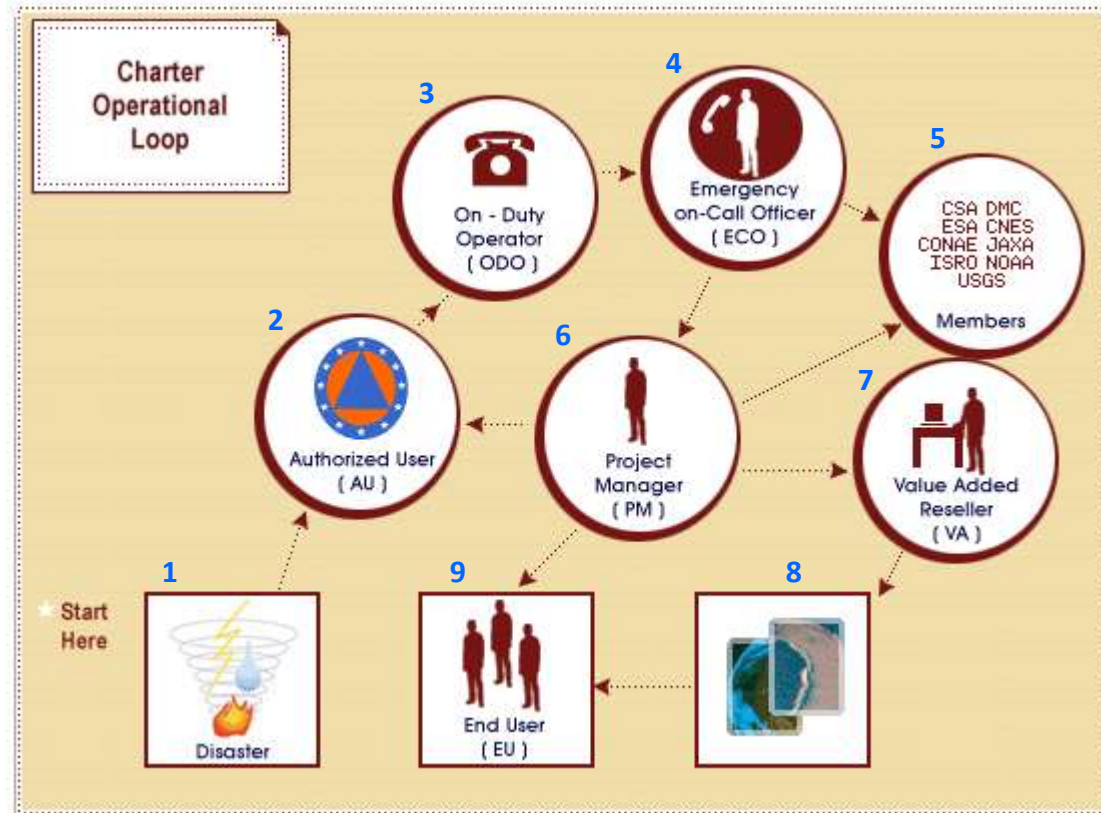 Charter
Operational
Loop
Start
Here
1
Disaster
2
Authorized User
( AU )
3
On - Duty
Operator
( ODO )
4
Emergency
on-Call Officer
( ECO )
5
CSA DMC
ESA CNES
CONAE JAXA
ISRO NOAA
USGS
Members
6
Project
Manager
( PM )
7
Value Added
Reseller
( VA )
8
9
End User
( EU )